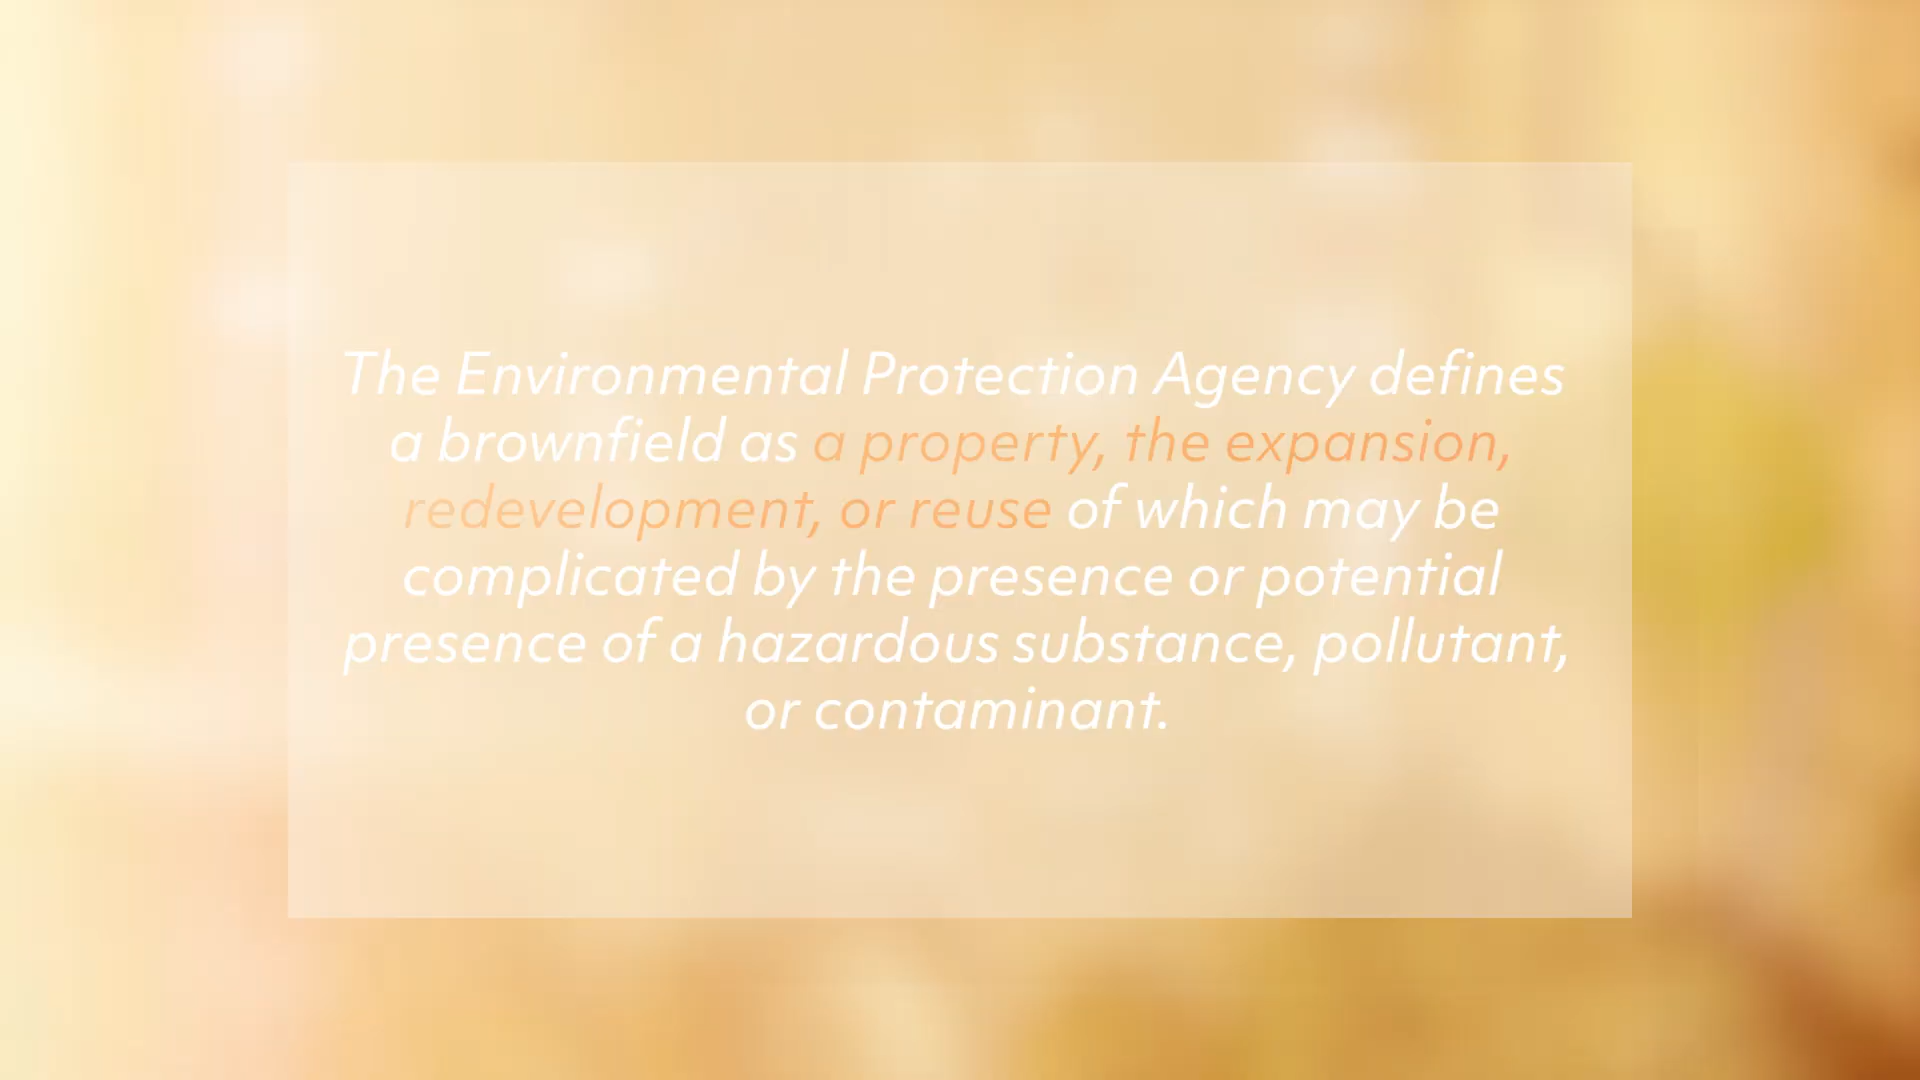 The Environmental Protection Agency defines
a brownfield as a property, the expansion,
redevelopment, or reuse of which may be
complicated by the presence or potential
presence of a hazardous substance, pollutant,
or contaminant.